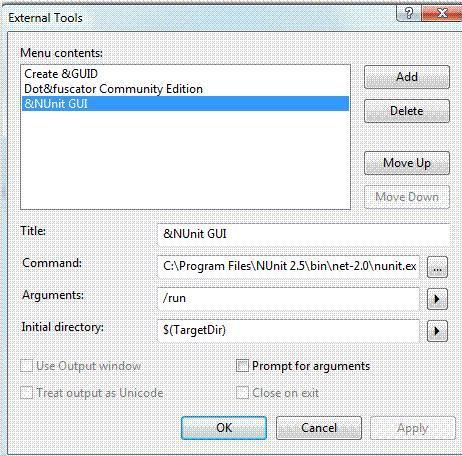 External Tools
Menu contents:
Create &GUID
Dot&fuscator Community Edition
&NUnit GUI
Add
Delete
Move Up
Move Down
Title:
&NUnit GUI
Command:
C:\Program Files\NUnit 2.5\bin\net-2.0\nunit.ex
...
Arguments:
/run
Initial directory:
$(TargetDir)
Use Output window
Prompt for arguments
Treat output as Unicode
Close on exit
OK
Cancel
Apply